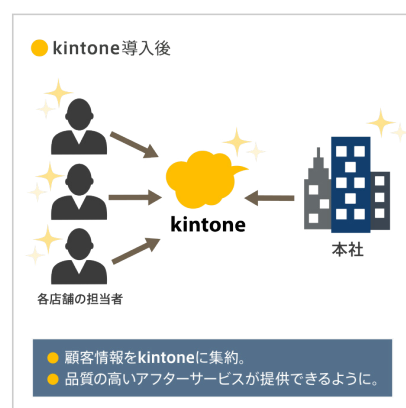 kintone導入後
kintone
本社
各店舗の担当者
顧客情報をkintoneに集約。
品質の高いアフターサービスが提供できるように。